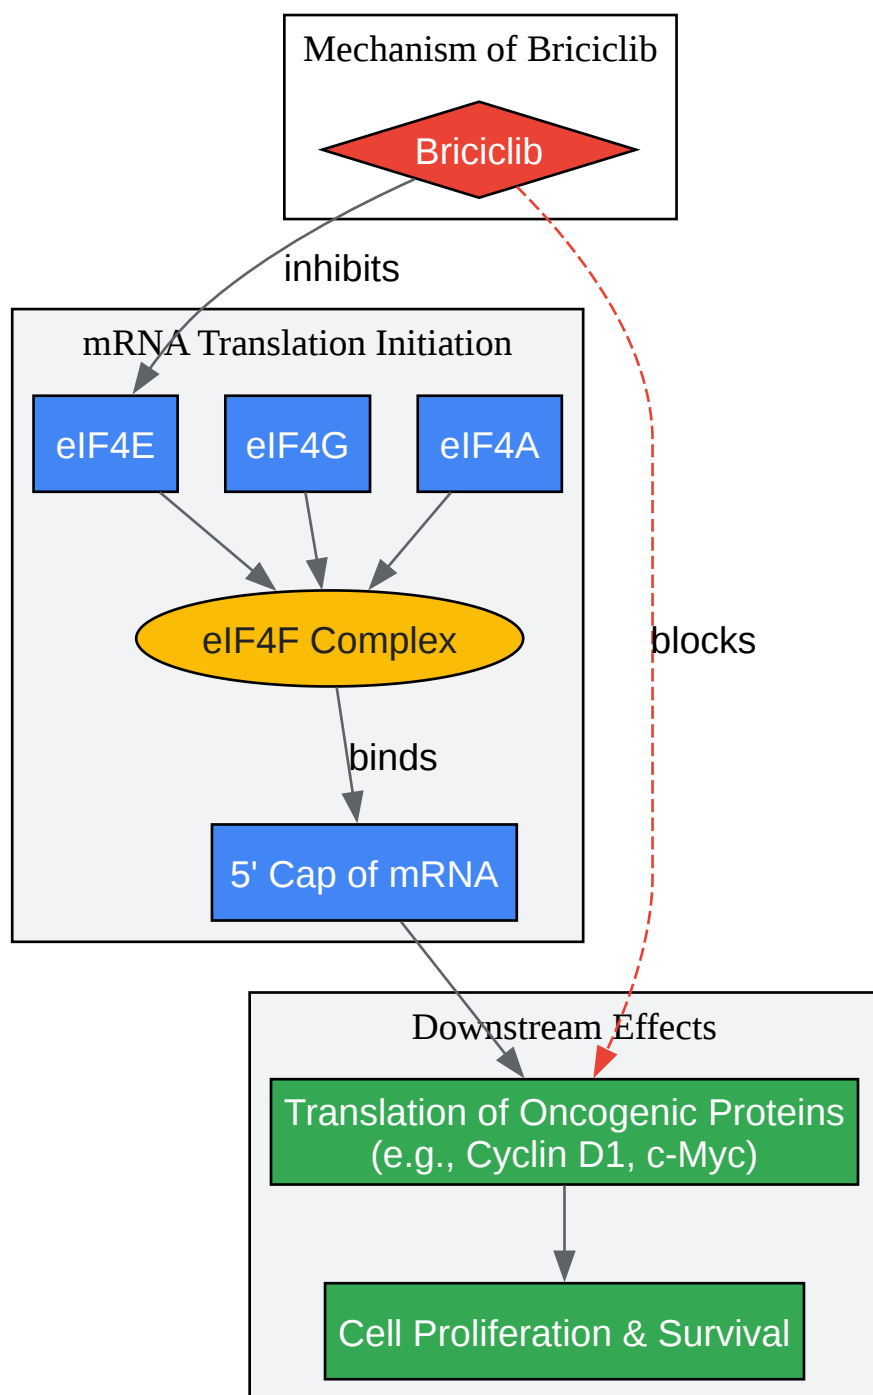 Mechanism of Briciclib
Briciclib
inhibits
mRNA Translation Initiation
eIF4E
eIF4G
eIF4A
eIF4F Complex
blocks
binds
5' Cap of mRNA
Downstream Effects
Translation of Oncogenic Proteins
(e.g., Cyclin D1, c-Myc)
Cell Proliferation & Survival